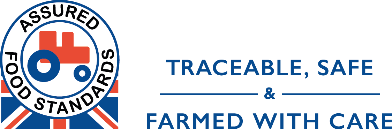 ASSURED
FOOD STANDARDS
TRACEABLE, SAFE
&
FARMED WITH CARE